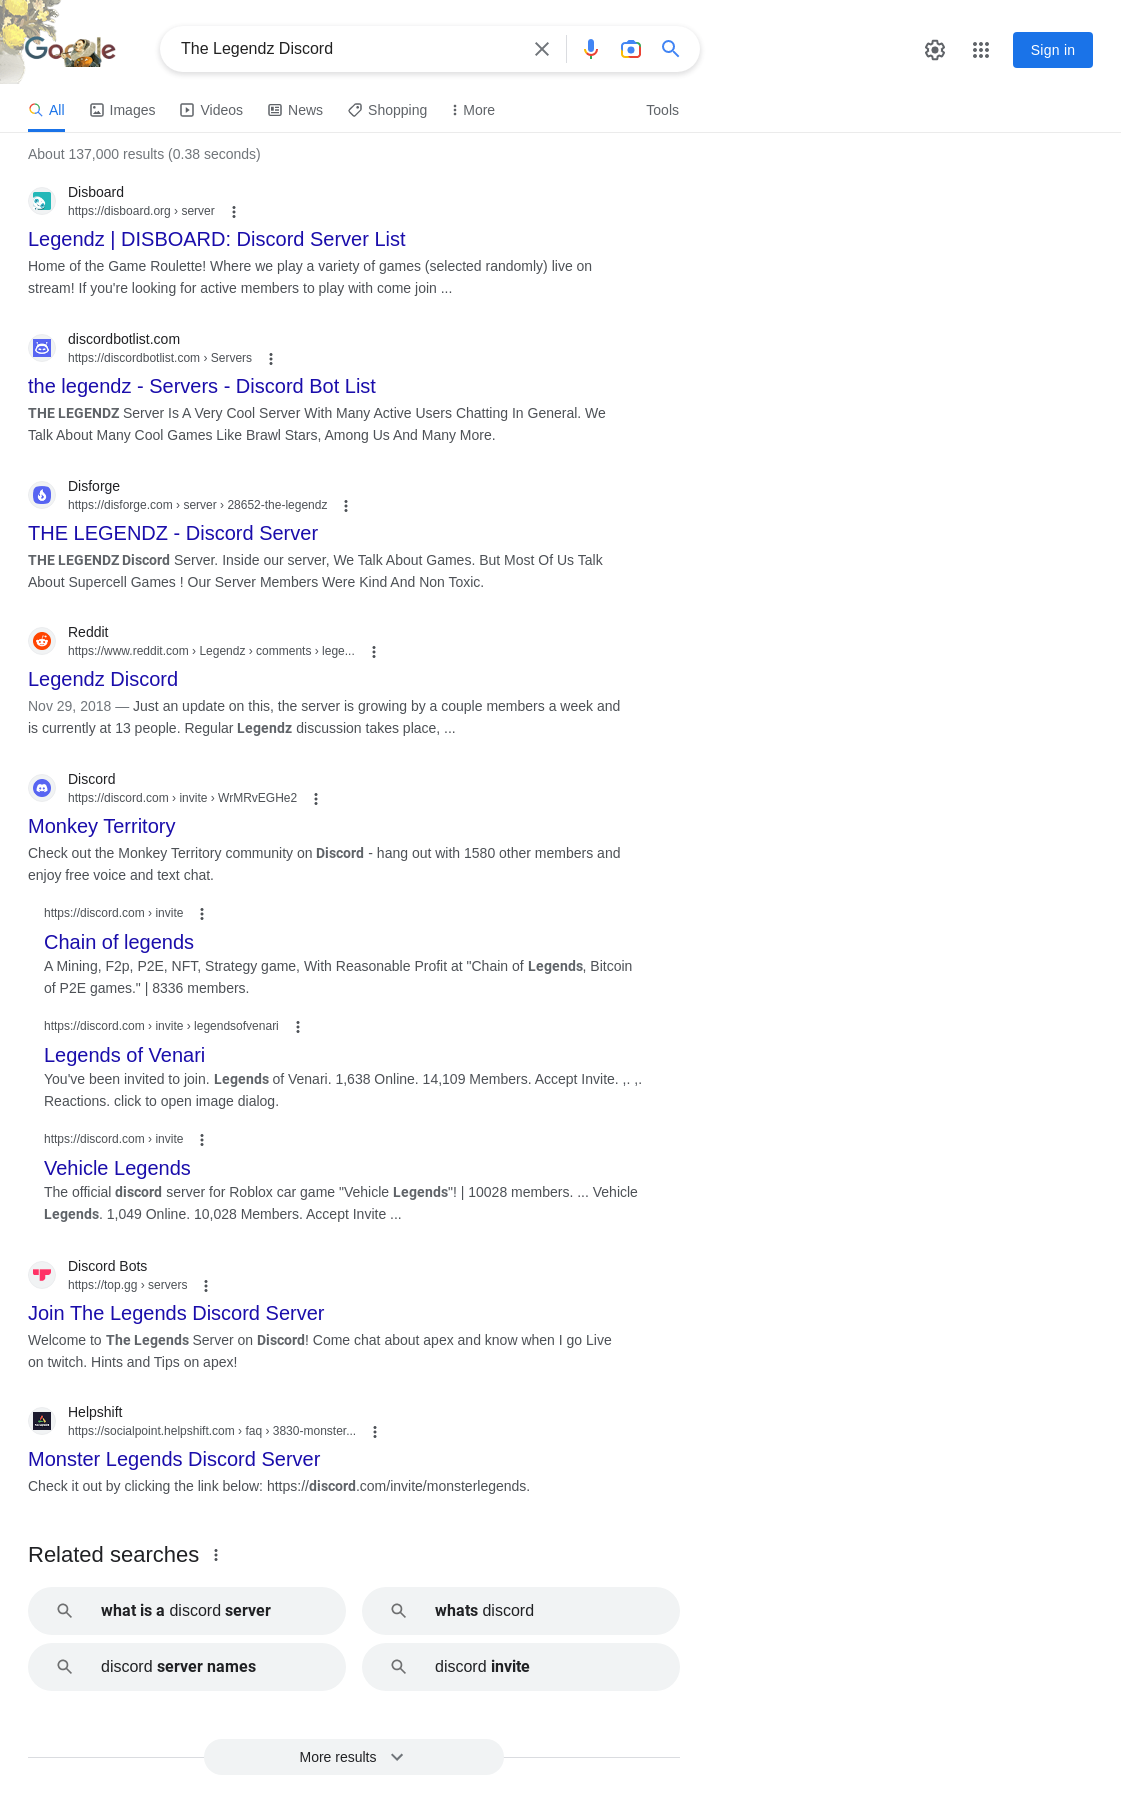 Google
The Legendz Discord
Sign in
All
Images
Videos
News
Shopping
More
Tools
About 137,000 results (0.38 seconds)
Disboard
https://disboard.org › server
Legendz | DISBOARD: Discord Server List
Home of the Game Roulette! Where we play a variety of games (selected randomly) live on
stream! If you're looking for active members to play with come join ...
discordbotlist.com
https://discordbotlist.com › Servers
the legendz - Servers - Discord Bot List
THE LEGENDZ Server Is A Very Cool Server With Many Active Users Chatting In General. We
Talk About Many Cool Games Like Brawl Stars, Among Us And Many More.
Disforge
https://disforge.com › server › 28652-the-legendz
THE LEGENDZ - Discord Server
THE LEGENDZ Discord Server. Inside our server, We Talk About Games. But Most Of Us Talk
About Supercell Games ! Our Server Members Were Kind And Non Toxic.
Reddit
https://www.reddit.com › Legendz › comments › lege...
Legendz Discord
Nov 29, 2018 — Just an update on this, the server is growing by a couple members a week and
is currently at 13 people. Regular Legendz discussion takes place, ...
Discord
https://discord.com › invite › WrMRvEGHe2
Monkey Territory
Check out the Monkey Territory community on Discord - hang out with 1580 other members and
enjoy free voice and text chat.
https://discord.com › invite
Chain of legends
A Mining, F2p, P2E, NFT, Strategy game, With Reasonable Profit at "Chain of Legends, Bitcoin
of P2E games." | 8336 members.
https://discord.com › invite › legendsofvenari
Legends of Venari
You've been invited to join. Legends of Venari. 1,638 Online. 14,109 Members. Accept Invite. ,. ,.
Reactions. click to open image dialog.
https://discord.com › invite
Vehicle Legends
The official discord server for Roblox car game "Vehicle Legends"! | 10028 members. ... Vehicle
Legends. 1,049 Online. 10,028 Members. Accept Invite ...
Discord Bots
https://top.gg › servers
Join The Legends Discord Server
Welcome to The Legends Server on Discord! Come chat about apex and know when I go Live
on twitch. Hints and Tips on apex!
Helpshift
https://socialpoint.helpshift.com › faq › 3830-monster...
Monster Legends Discord Server
Check it out by clicking the link below: https://discord.com/invite/monsterlegends.
Related searches
what is a discord server
whats discord
discord server names
discord invite
More results